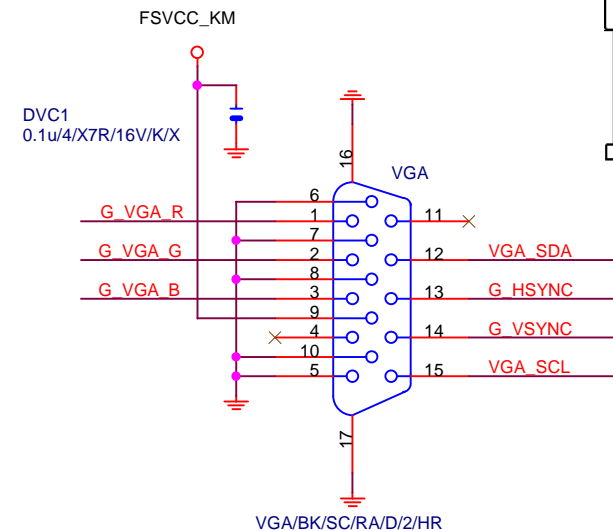 FSVCC_KM
DVC1
0.1u/4/X7R/16V/K/X
16
VGA
6
G_VGA_R 1 11
7
G_VGA_G 2 12 VGA_SDA
8
G_VGA_B 3 13 G_HSYNC
9
4 14 G_VSYNC
10
5 15 VGA_SCL
17
VGA/BK/SC/RA/D/2/HR